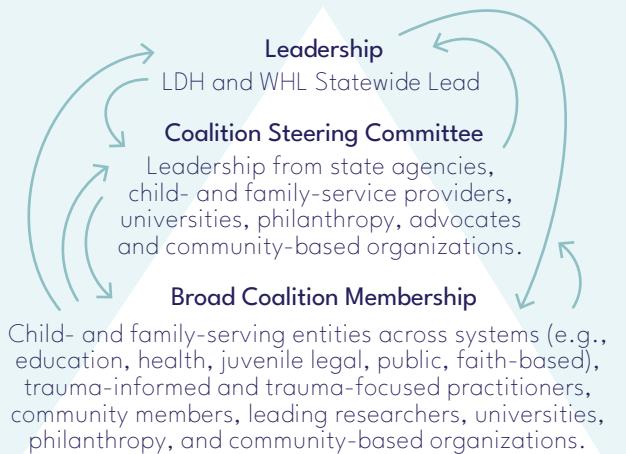 Leadership
LDH and WHL Statewide Lead
Coalition Steering Committee
Leadership from state agencies,
child- and family-service providers,
universities, philanthropy, advocates
and community-based organizations.
Broad Coalition Membership
Child- and family-serving entities across systems (e.g.,
education, health, juvenile legal, public, faith-based),
trauma-informed and trauma-focused practitioners,
community members, leading researchers, universities,
philanthropy, and community-based organizations.